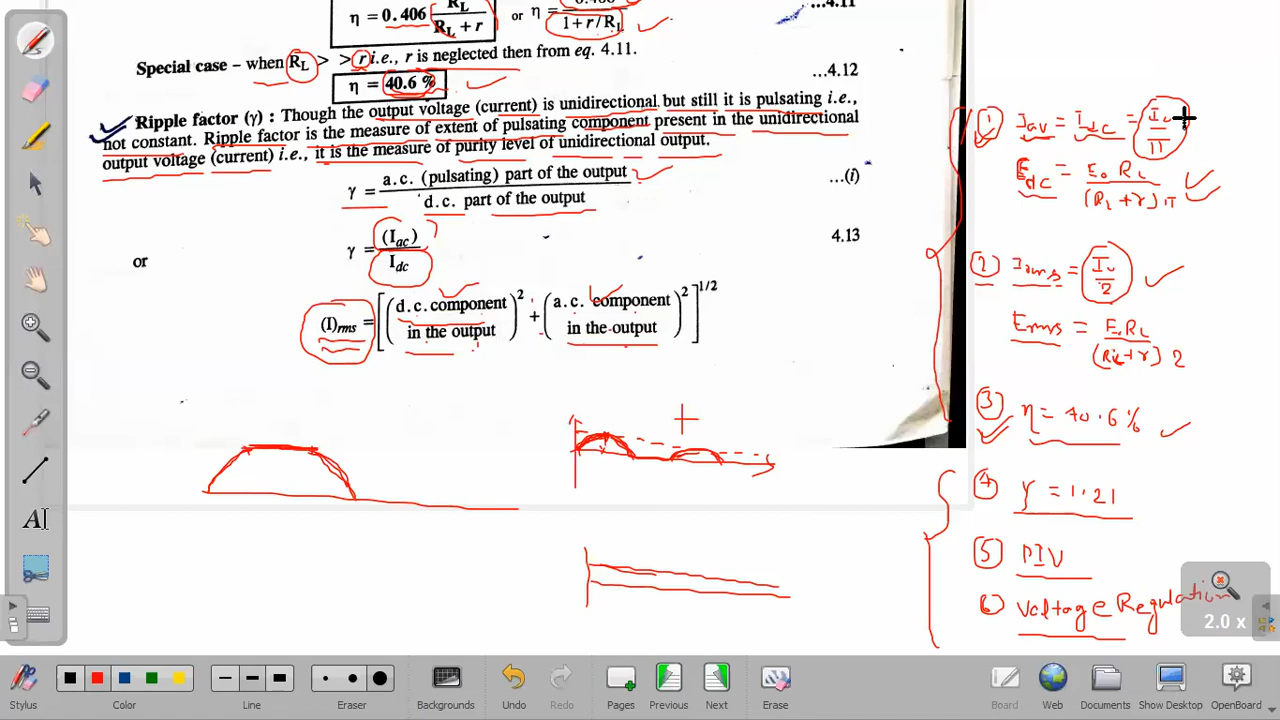 η = 0.406 R_L / (R_L + r) or η = 0.406 / (1 + r/R_L) ...4.11
Special case – when R_L > > r i.e., r is neglected then from eq. 4.11.
η = 40.6 % ...4.12
Ripple factor (γ) : Though the output voltage (current) is unidirectional but still it is pulsating i.e.,
not constant. Ripple factor is the measure of extent of pulsating component present in the unidirectional
output voltage (current) i.e., it is the measure of purity level of unidirectional output.
γ = a.c. (pulsating) part of the output / d.c. part of the output ...(i)
or γ = (I_ac) / I_dc 4.13
(I)_rms = [(d.c. component in the output)^2 + (a.c. component in the output)^2]^1/2
① I_av = I_dc = I_o / π
E_dc = E_o R_L / (R_L + r) π
② I_rms = I_o / 2
E_rms = E_o R_L / (R_L + r) 2
③ η = 40.6 %
④ γ = 1.21
⑤ PIV
⑥ Voltage Regulation
2.0 x
Stylus
Color
Line
Eraser
Backgrounds
Undo
Redo
Pages
Previous
Next
Erase
Board
Web
Documents
Show Desktop
OpenBoard